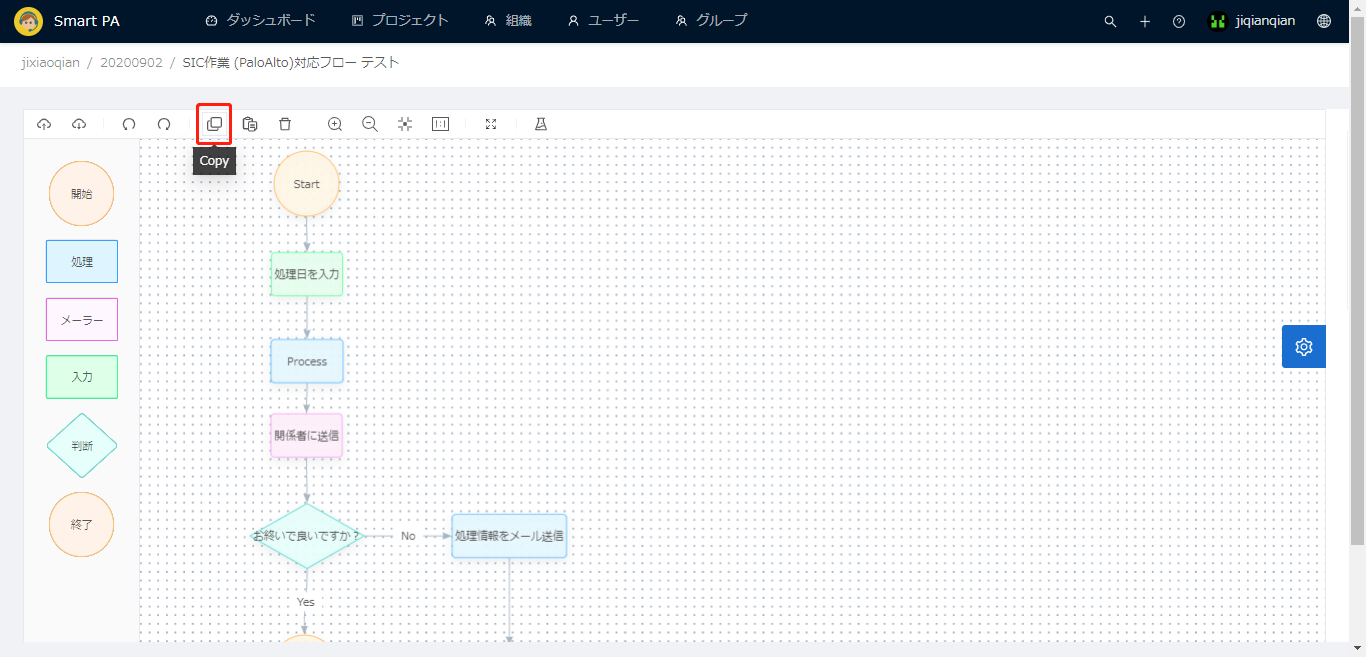 Smart PA ダッシュボード プロジェクト 組織 ユーザー グループ jiqianqian
jixiaoqian / 20200902 / SIC作業 (PaloAlto)対応フロー テスト
Copy
開始
処理
メーラー
入力
判断
終了
Start
処理日を入力
Process
関係者に送信
お終いで良いですか？ No 処理情報をメール送信
Yes